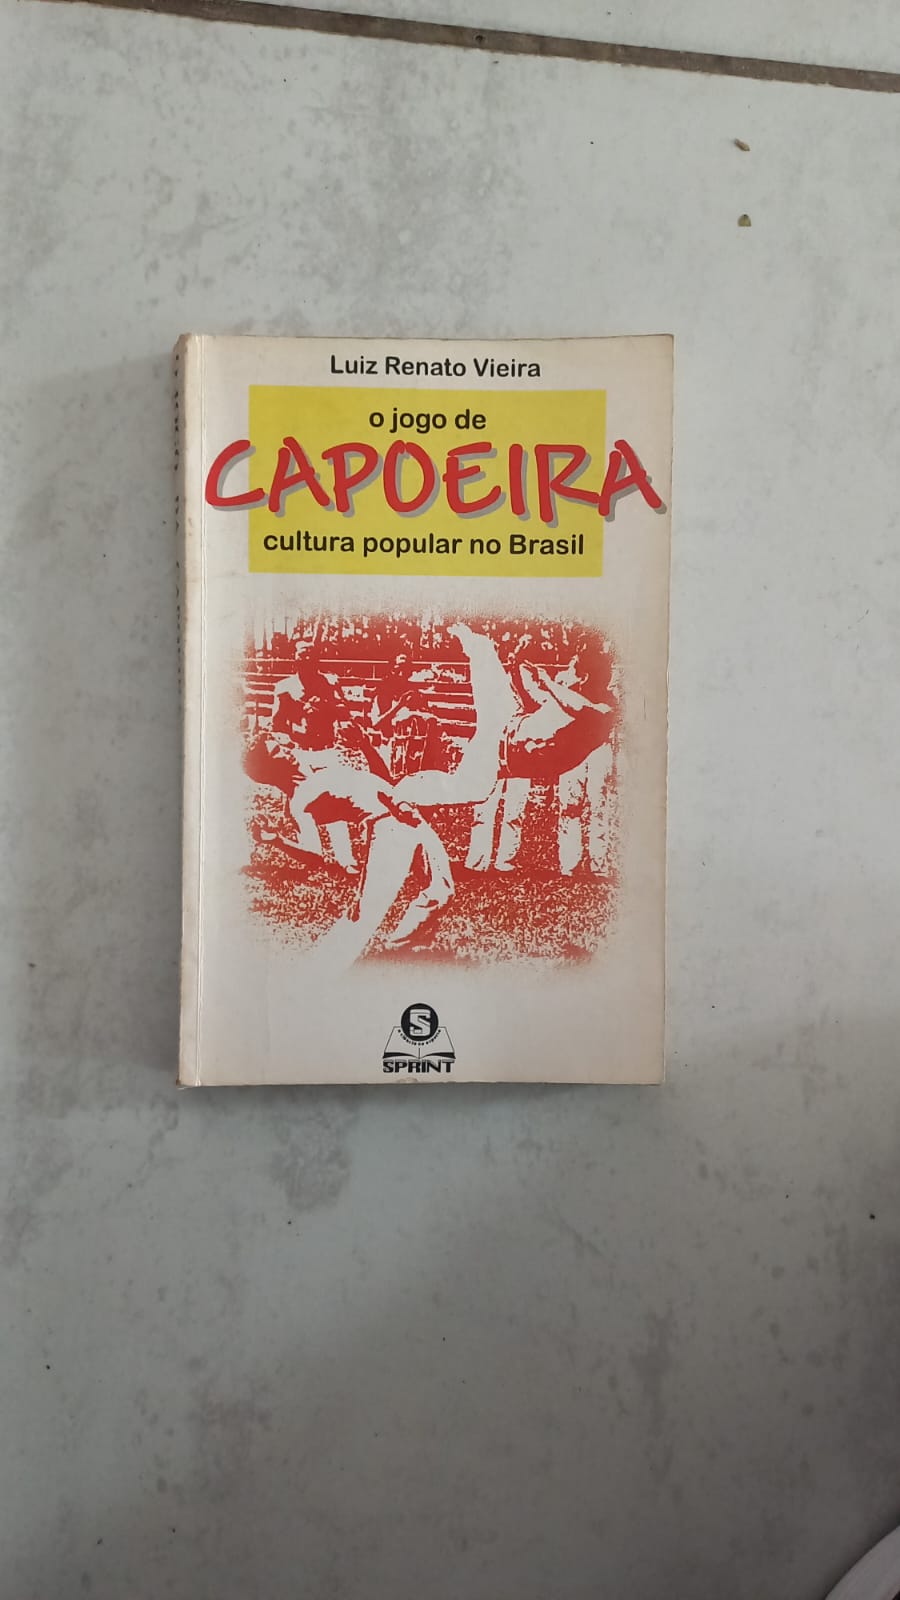 Luiz Renato Vieira
o jogo de
CAPOEIRA
cultura popular no Brasil
S
SPRINT